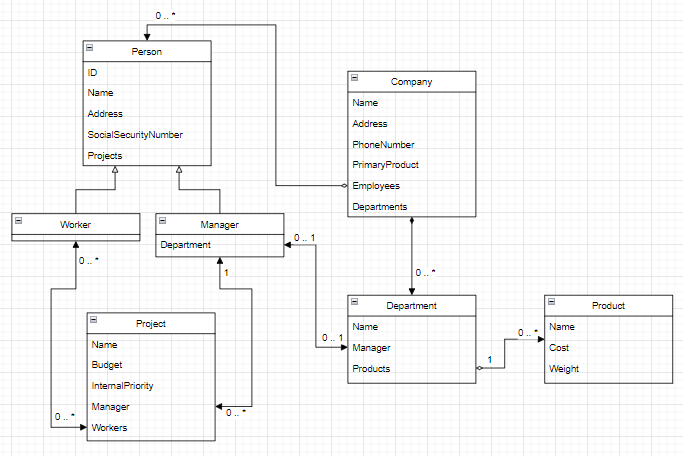 0 .. *
Person
ID
Name
Address
SocialSecurityNumber
Projects
Company
Name
Address
PhoneNumber
PrimaryProduct
Employees
Departments
Worker
Manager
Department
0 .. *
1
0 .. 1
0 .. *
Department
Name
Manager
Products
0 .. 1
1
0 .. *
Product
Name
Cost
Weight
Project
Name
Budget
InternalPriority
Manager
Workers
0 .. *
0 .. *